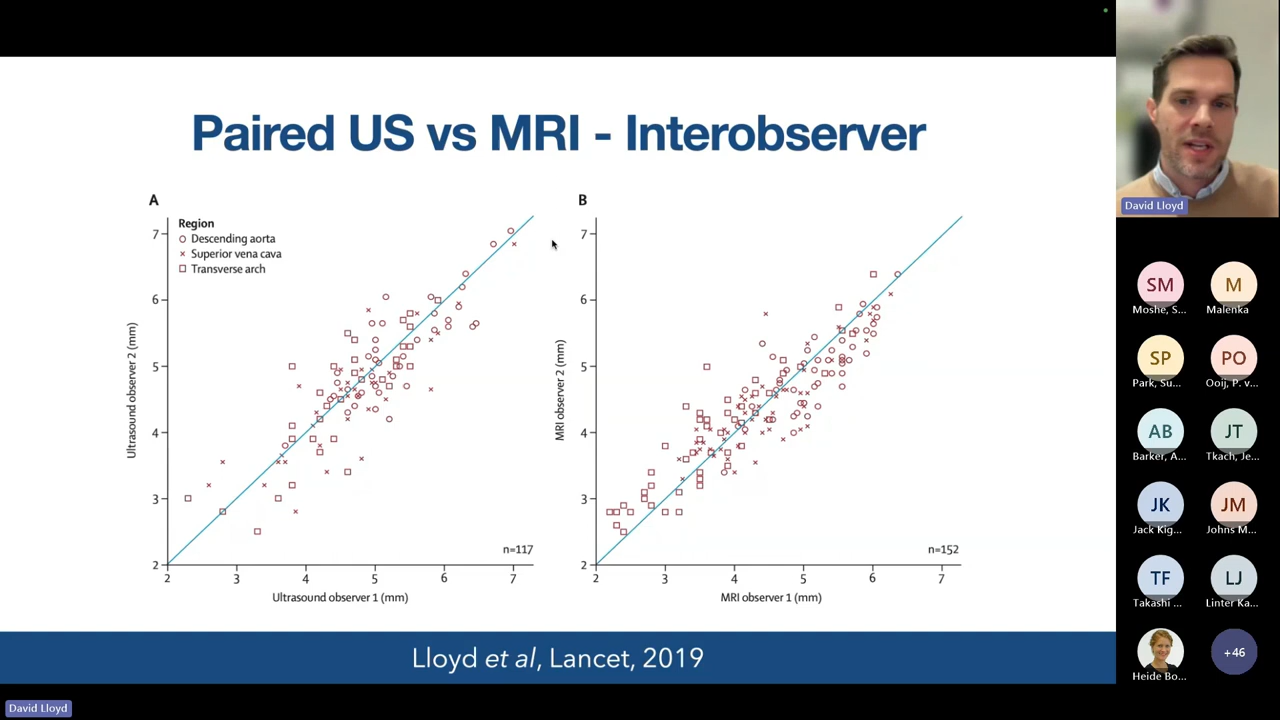 Paired US vs MRI - Interobserver
A
Region
Descending aorta
Superior vena cava
Transverse arch
7
6
5
4
3
2
Ultrasound observer 2 (mm)
n=117
2 3 4 5 6 7
Ultrasound observer 1 (mm)
B
7
6
5
4
3
2
MRI observer 2 (mm)
n=152
2 3 4 5 6 7
MRI observer 1 (mm)
Lloyd et al, Lancet, 2019
David Lloyd
David Lloyd
SM
M
Moshe, S...
Malenka
SP
PO
Park, Su...
Ooij, P. v...
AB
JT
Barker, A...
Tkach, Je...
JK
JM
Jack Kig...
Johns M...
TF
LJ
Takashi ...
Linter Ka...
Heide Bo...
+46